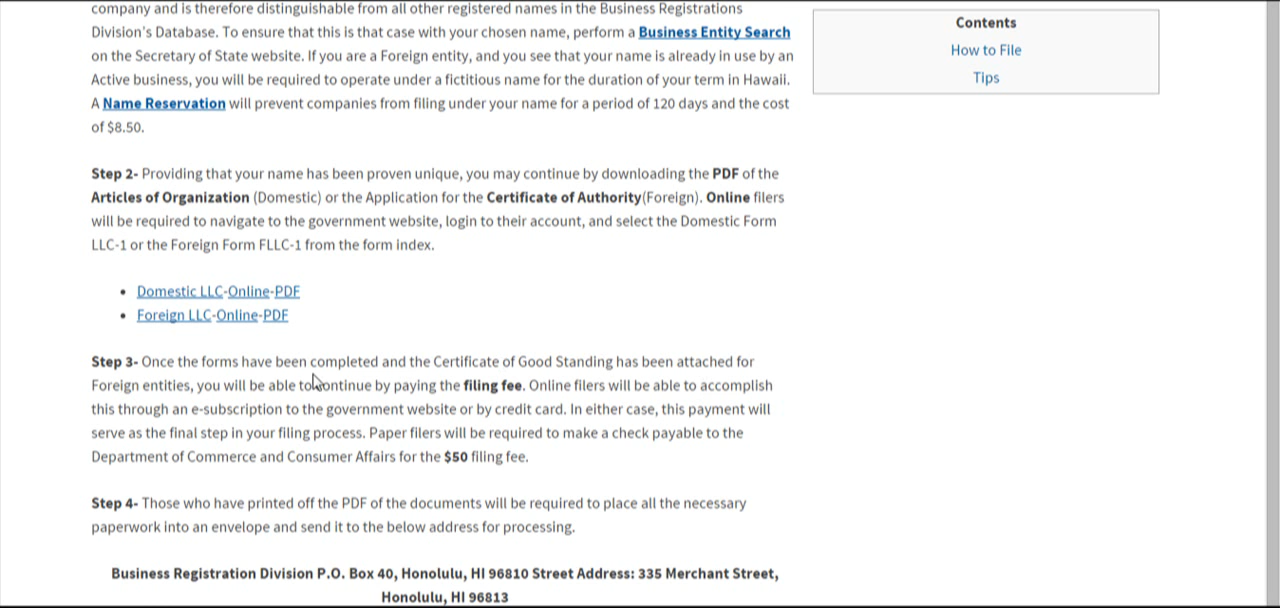 company and is therefore distinguishable from all other registered names in the Business Registrations
Division's Database. To ensure that this is that case with your chosen name, perform a Business Entity Search
on the Secretary of State website. If you are a Foreign entity, and you see that your name is already in use by an
Active business, you will be required to operate under a fictitious name for the duration of your term in Hawaii.
A Name Reservation will prevent companies from filing under your name for a period of 120 days and the cost
of $8.50.
Step 2- Providing that your name has been proven unique, you may continue by downloading the PDF of the
Articles of Organization (Domestic) or the Application for the Certificate of Authority(Foreign). Online filers
will be required to navigate to the government website, login to their account, and select the Domestic Form
LLC-1 or the Foreign Form FLLC-1 from the form index.
• Domestic LLC-Online-PDF
• Foreign LLC-Online-PDF
Step 3- Once the forms have been completed and the Certificate of Good Standing has been attached for
Foreign entities, you will be able to continue by paying the filing fee. Online filers will be able to accomplish
this through an e-subscription to the government website or by credit card. In either case, this payment will
serve as the final step in your filing process. Paper filers will be required to make a check payable to the
Department of Commerce and Consumer Affairs for the $50 filing fee.
Step 4- Those who have printed off the PDF of the documents will be required to place all the necessary
paperwork into an envelope and send it to the below address for processing.
Business Registration Division P.O. Box 40, Honolulu, HI 96810 Street Address: 335 Merchant Street,
Honolulu, HI 96813
Contents
How to File
Tips